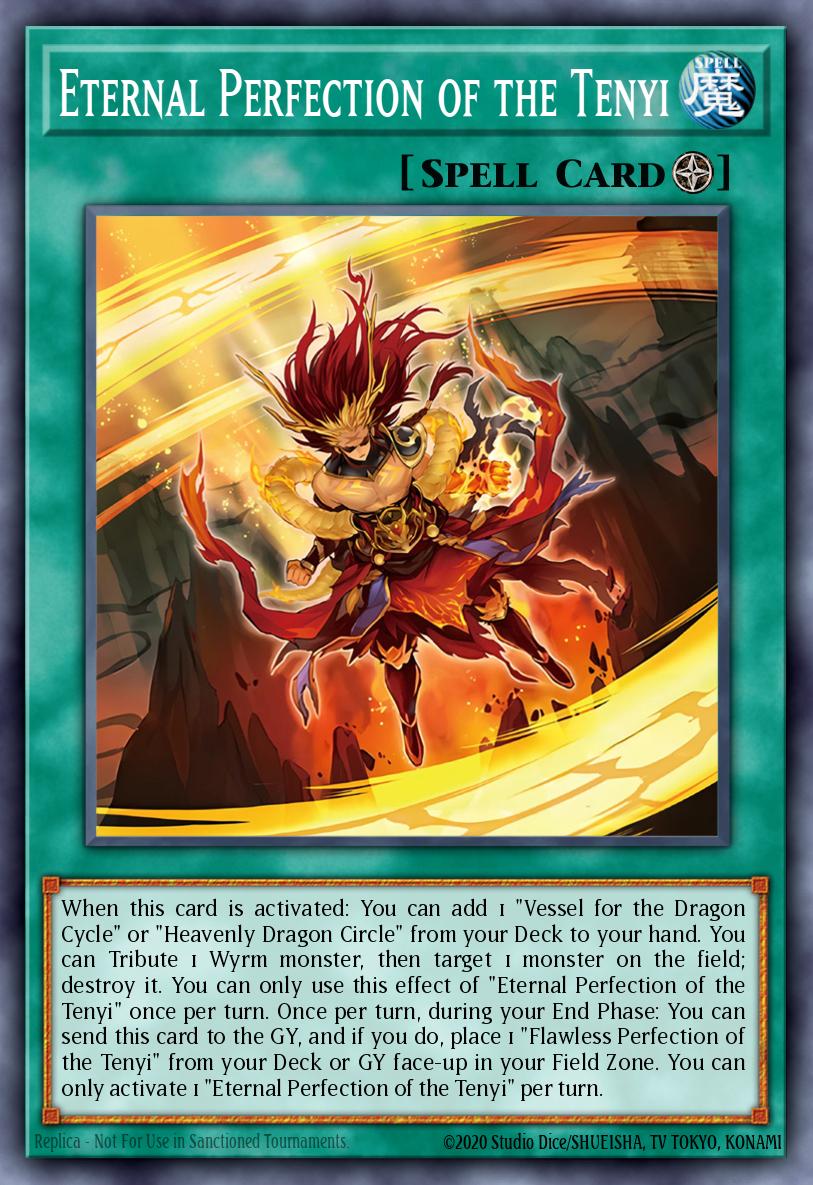 Eternal Perfection of the Tenyi
SPELL
魔
[Spell Card]
When this card is activated: You can add 1 "Vessel for the Dragon
Cycle" or "Heavenly Dragon Circle" from your Deck to your hand. You
can Tribute 1 Wyrm monster, then target 1 monster on the field;
destroy it. You can only use this effect of "Eternal Perfection of the
Tenyi" once per turn. Once per turn, during your End Phase: You can
send this card to the GY, and if you do, place 1 "Flawless Perfection of
the Tenyi" from your Deck or GY face-up in your Field Zone. You can
only activate 1 "Eternal Perfection of the Tenyi" per turn.
Replica - Not For Use in Sanctioned Tournaments.
©2020 Studio Dice/SHUEISHA, TV TOKYO, KONAMI